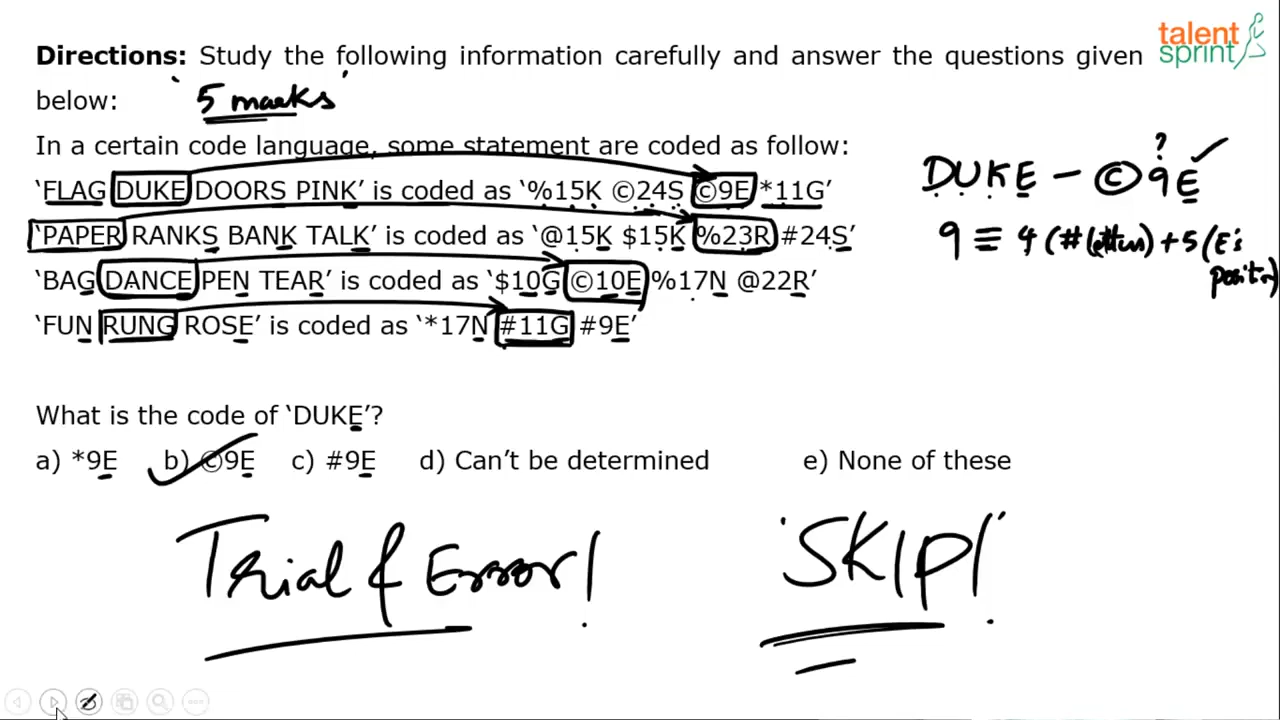 talent
sprint
Directions: Study the following information carefully and answer the questions given
below:
5 marks
In a certain code language, some statement are coded as follow:
‘FLAG DUKE DOORS PINK’ is coded as ‘%15K ©24S ©9E *11G’
‘PAPER RANKS BANK TALK’ is coded as ‘@15K $15K %23R #24S’
‘BAG DANCE PEN TEAR’ is coded as ‘$10G ©10E %17N @22R’
‘FUN RUNG ROSE’ is coded as ‘*17N #11G #9E’
?
DUKE - ©9E
9 ≡ 4 (# letters) + 5 (E's
position)
What is the code of ‘DUKE’?
a) *9E b) ©9E c) #9E d) Can’t be determined e) None of these
Trial & Error!
'SKIP!'